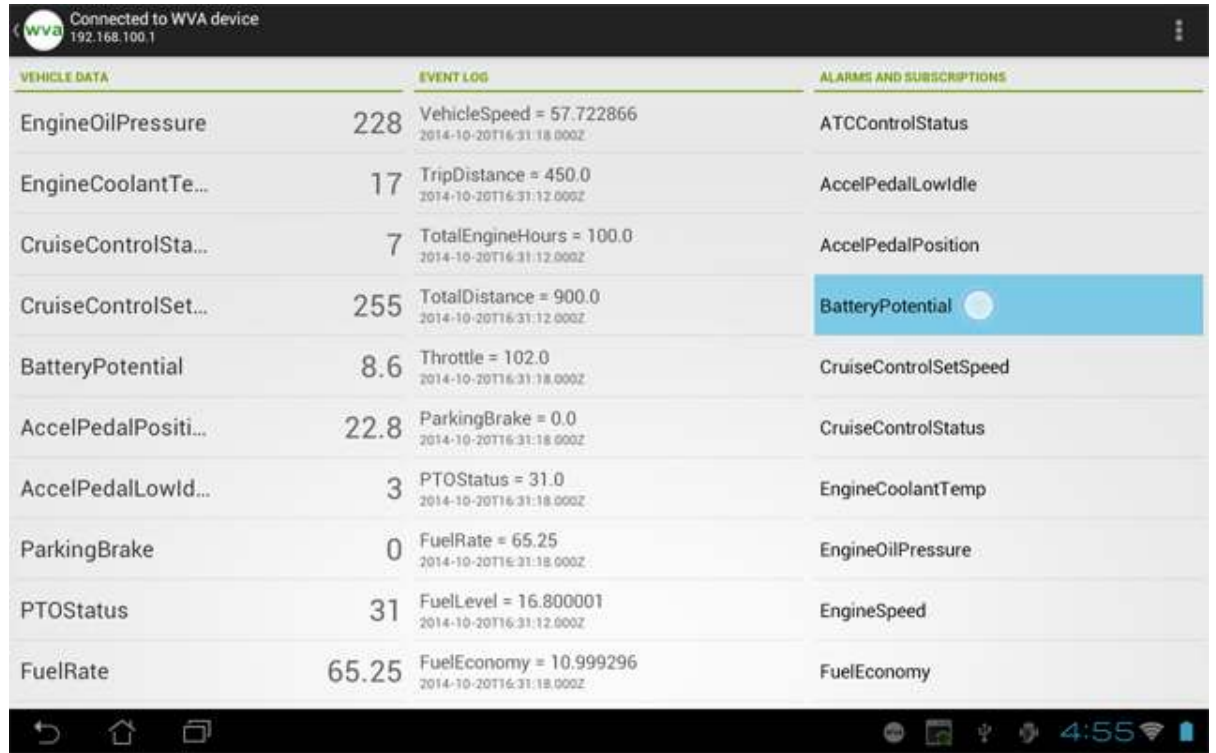 wva
Connected to WVA device
192.168.100.1
VEHICLE DATA
EngineOilPressure 228
EngineCoolantTe... 17
CruiseControlSta... 7
CruiseControlSet... 255
BatteryPotential 8.6
AccelPedalPositi... 22.8
AccelPedalLowId... 3
ParkingBrake 0
PTOStatus 31
FuelRate 65.25
EVENT LOG
VehicleSpeed = 57.722866
2014-10-20T16:31:18.000Z
TripDistance = 450.0
2014-10-20T16:31:12.000Z
TotalEngineHours = 100.0
2014-10-20T16:31:12.000Z
TotalDistance = 900.0
2014-10-20T16:31:12.000Z
Throttle = 102.0
2014-10-20T16:31:18.000Z
ParkingBrake = 0.0
2014-10-20T16:31:18.000Z
PTOStatus = 31.0
2014-10-20T16:31:18.000Z
FuelRate = 65.25
2014-10-20T16:31:18.000Z
FuelLevel = 16.800001
2014-10-20T16:31:12.000Z
FuelEconomy = 10.999296
2014-10-20T16:31:18.000Z
ALARMS AND SUBSCRIPTIONS
ATCControlStatus
AccelPedalLowIdle
AccelPedalPosition
BatteryPotential
CruiseControlSetSpeed
CruiseControlStatus
EngineCoolantTemp
EngineOilPressure
EngineSpeed
FuelEconomy
4:55